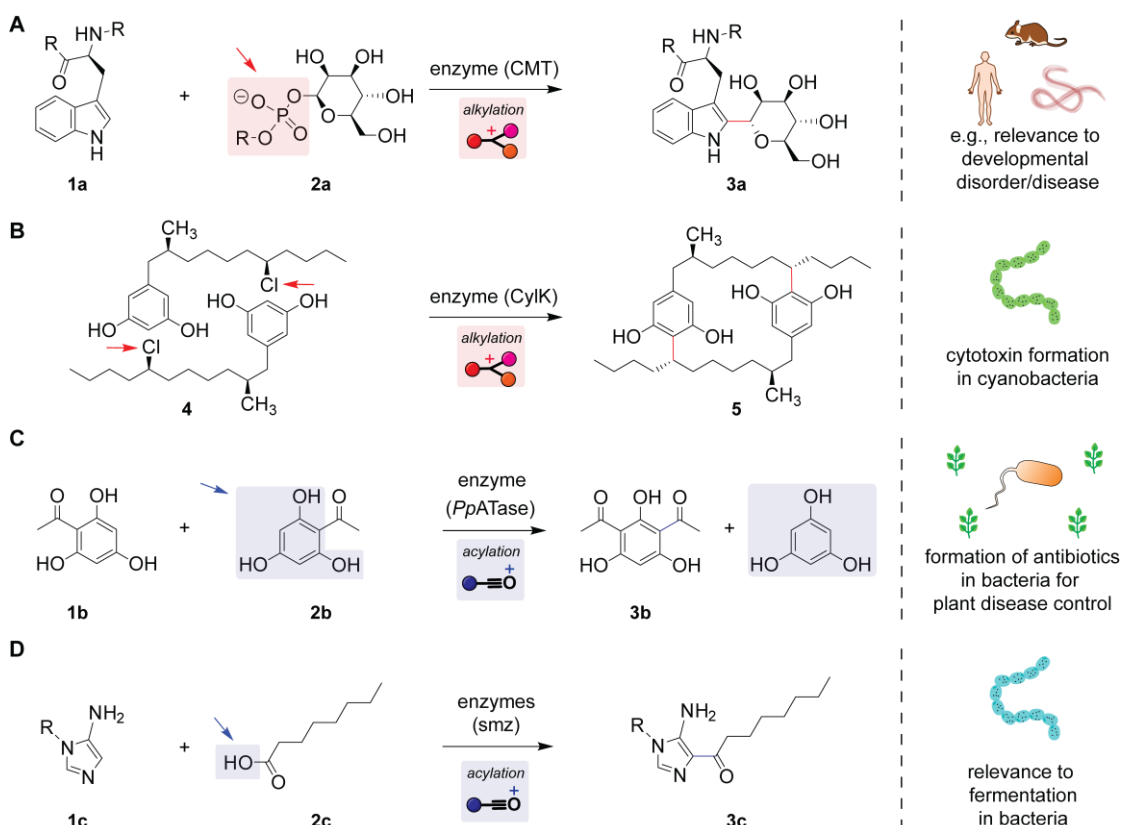 A
R
HN-R
O
N
H
1a
+
⊖
O
R-O
P
O
O
HO
OH
OH
O
OH
2a
enzyme (CMT)
alkylation
+
R
HN-R
O
N
H
HO
OH
OH
O
OH
3a
e.g., relevance to
developmental
disorder/disease
B
CH3
Cl
HO
OH
HO
OH
Cl
CH3
4
enzyme (CylK)
alkylation
+
CH3
HO
OH
HO
OH
CH3
5
cytotoxin formation
in cyanobacteria
C
O
OH
HO
OH
1b
+
OH
O
HO
OH
2b
enzyme
(PpATase)
acylation
O
+
O
OH
O
HO
OH
3b
+
OH
HO
OH
formation of antibiotics
in bacteria for
plant disease control
D
R
NH2
N
N
1c
+
HO
O
2c
enzymes
(smz)
acylation
O
+
R
NH2
N
N
O
3c
relevance to
fermentation
in bacteria